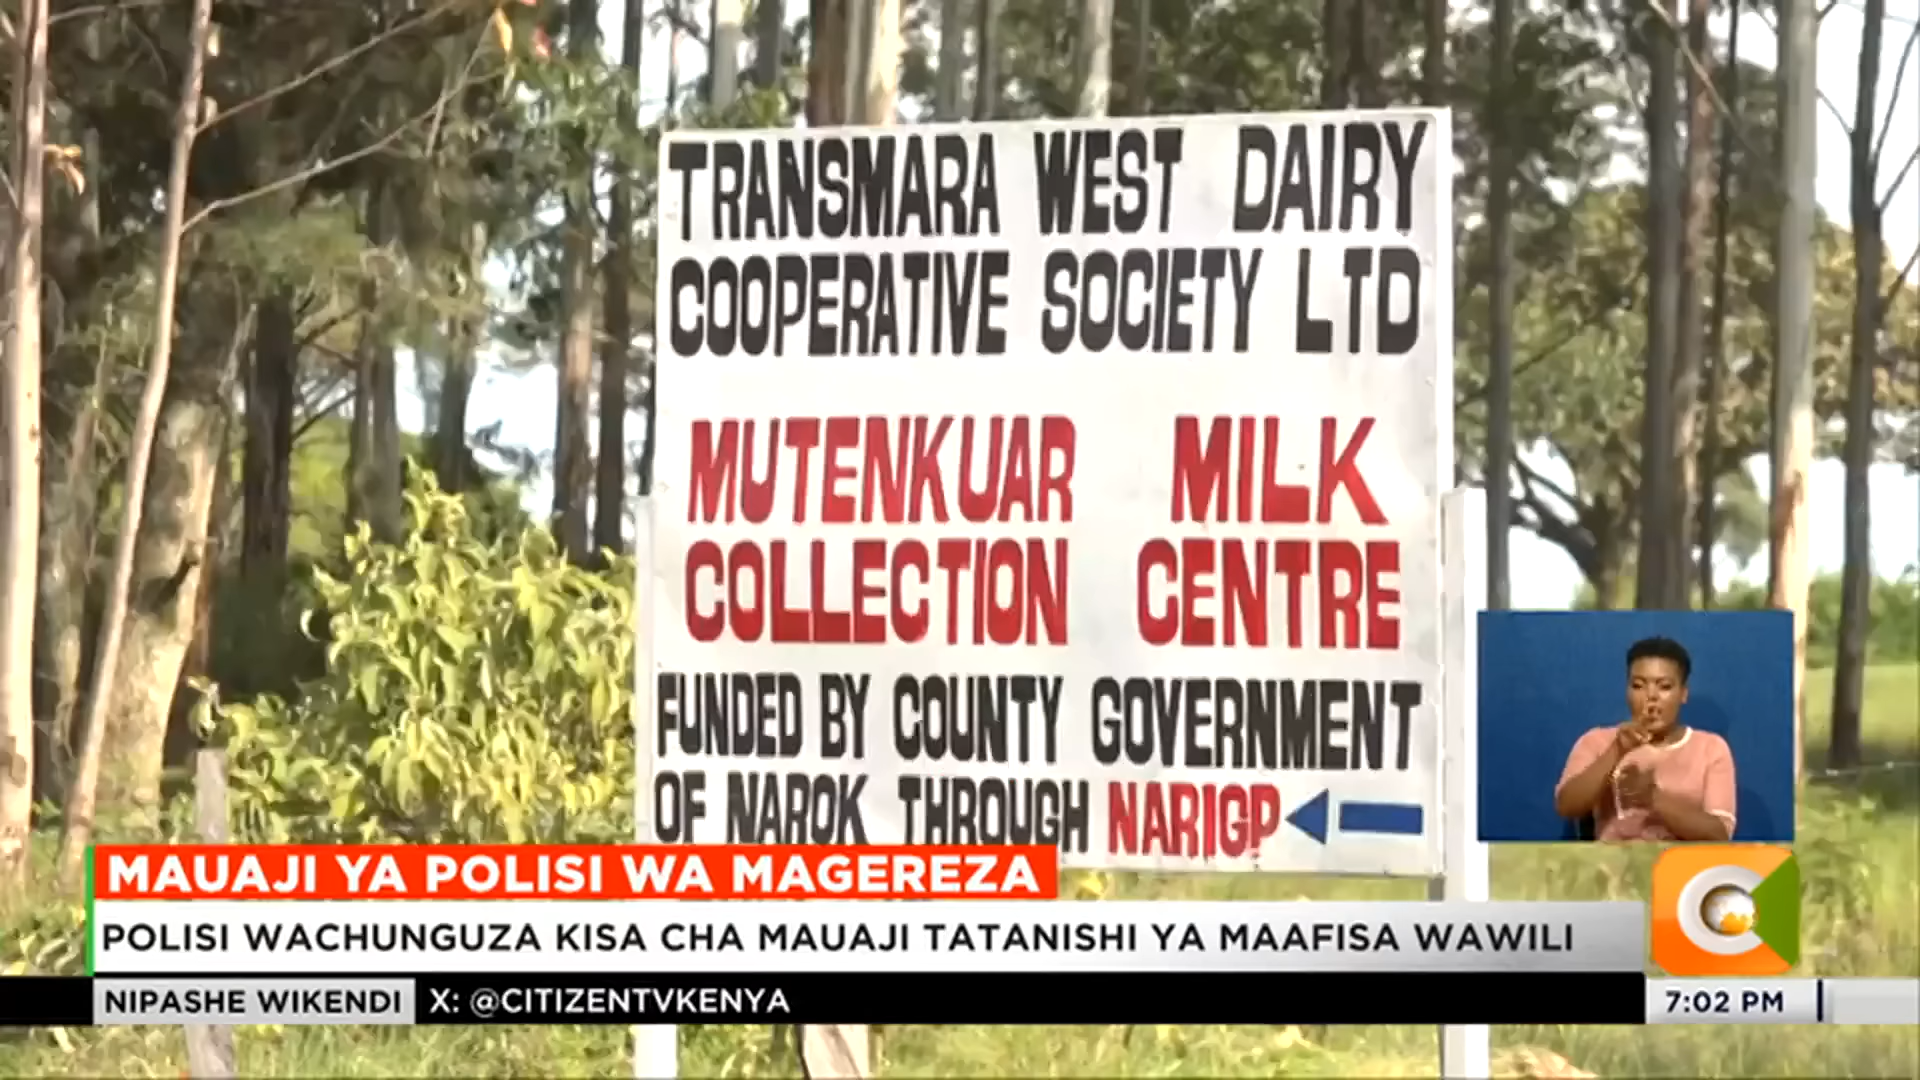 TRANSMARA WEST DAIRY
COOPERATIVE SOCIETY LTD
MUTENKUAR MILK
COLLECTION CENTRE
FUNDED BY COUNTY GOVERNMENT
OF NAROK THROUGH NARIGP
MAUAJI YA POLISI WA MAGEREZA
POLISI WACHUNGUZA KISA CHA MAUAJI TATANISHI YA MAAFISA WAWILI
NIPASHE WIKENDI X: @CITIZENTVKENYA
7:02 PM